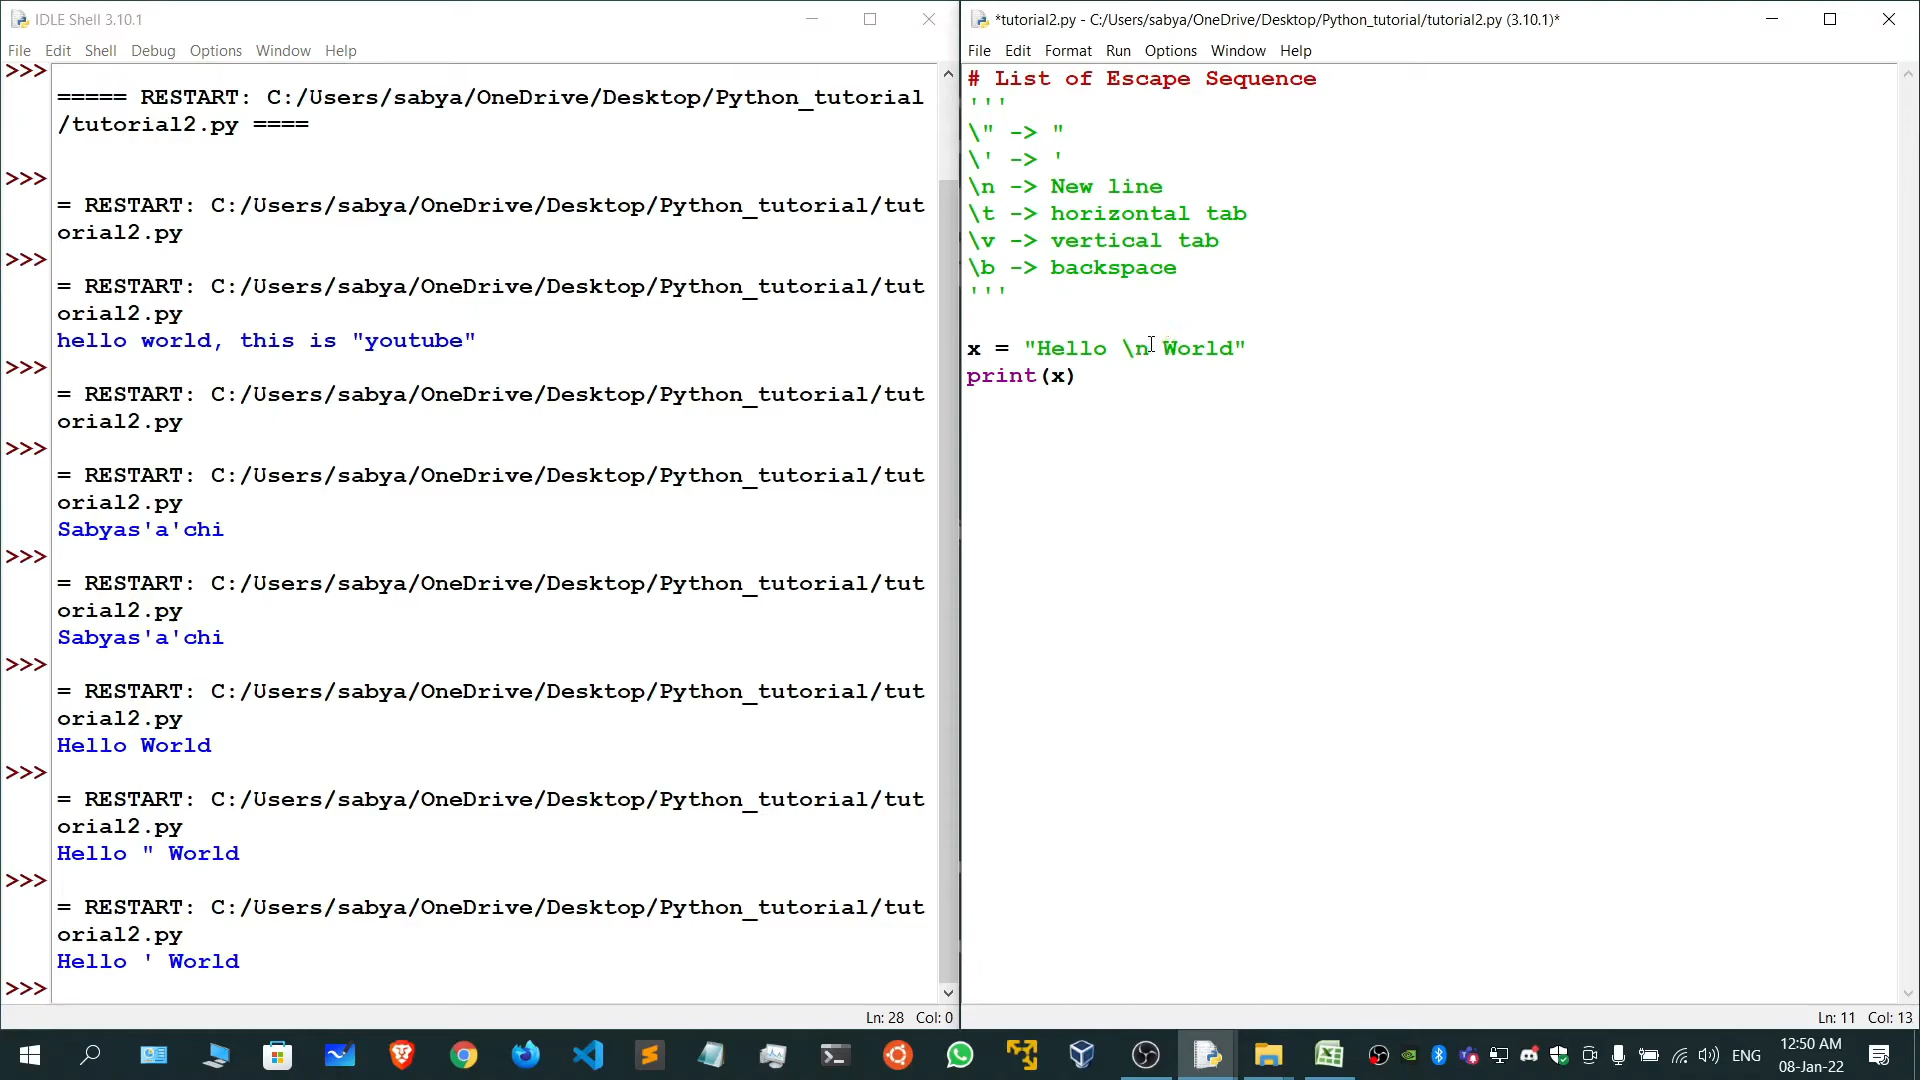 IDLE Shell 3.10.1
File Edit Shell Debug Options Window Help
>>>
===== RESTART: C:/Users/sabya/OneDrive/Desktop/Python_tutorial
/tutorial2.py ====
>>>
= RESTART: C:/Users/sabya/OneDrive/Desktop/Python_tutorial/tut
orial2.py
>>>
= RESTART: C:/Users/sabya/OneDrive/Desktop/Python_tutorial/tut
orial2.py
hello world, this is "youtube"
>>>
= RESTART: C:/Users/sabya/OneDrive/Desktop/Python_tutorial/tut
orial2.py
>>>
= RESTART: C:/Users/sabya/OneDrive/Desktop/Python_tutorial/tut
orial2.py
Sabyas'a'chi
>>>
= RESTART: C:/Users/sabya/OneDrive/Desktop/Python_tutorial/tut
orial2.py
Sabyas'a'chi
>>>
= RESTART: C:/Users/sabya/OneDrive/Desktop/Python_tutorial/tut
orial2.py
Hello World
>>>
= RESTART: C:/Users/sabya/OneDrive/Desktop/Python_tutorial/tut
orial2.py
Hello " World
>>>
= RESTART: C:/Users/sabya/OneDrive/Desktop/Python_tutorial/tut
orial2.py
Hello ' World
>>>
Ln: 28 Col: 0
*tutorial2.py - C:/Users/sabya/OneDrive/Desktop/Python_tutorial/tutorial2.py (3.10.1)*
File Edit Format Run Options Window Help
# List of Escape Sequence
'''
\" -> "
\' -> '
\n -> New line
\t -> horizontal tab
\v -> vertical tab
\b -> backspace
'''
x = "Hello \n World"
print(x)
Ln: 11 Col: 13
ENG
12:50 AM
08-Jan-22